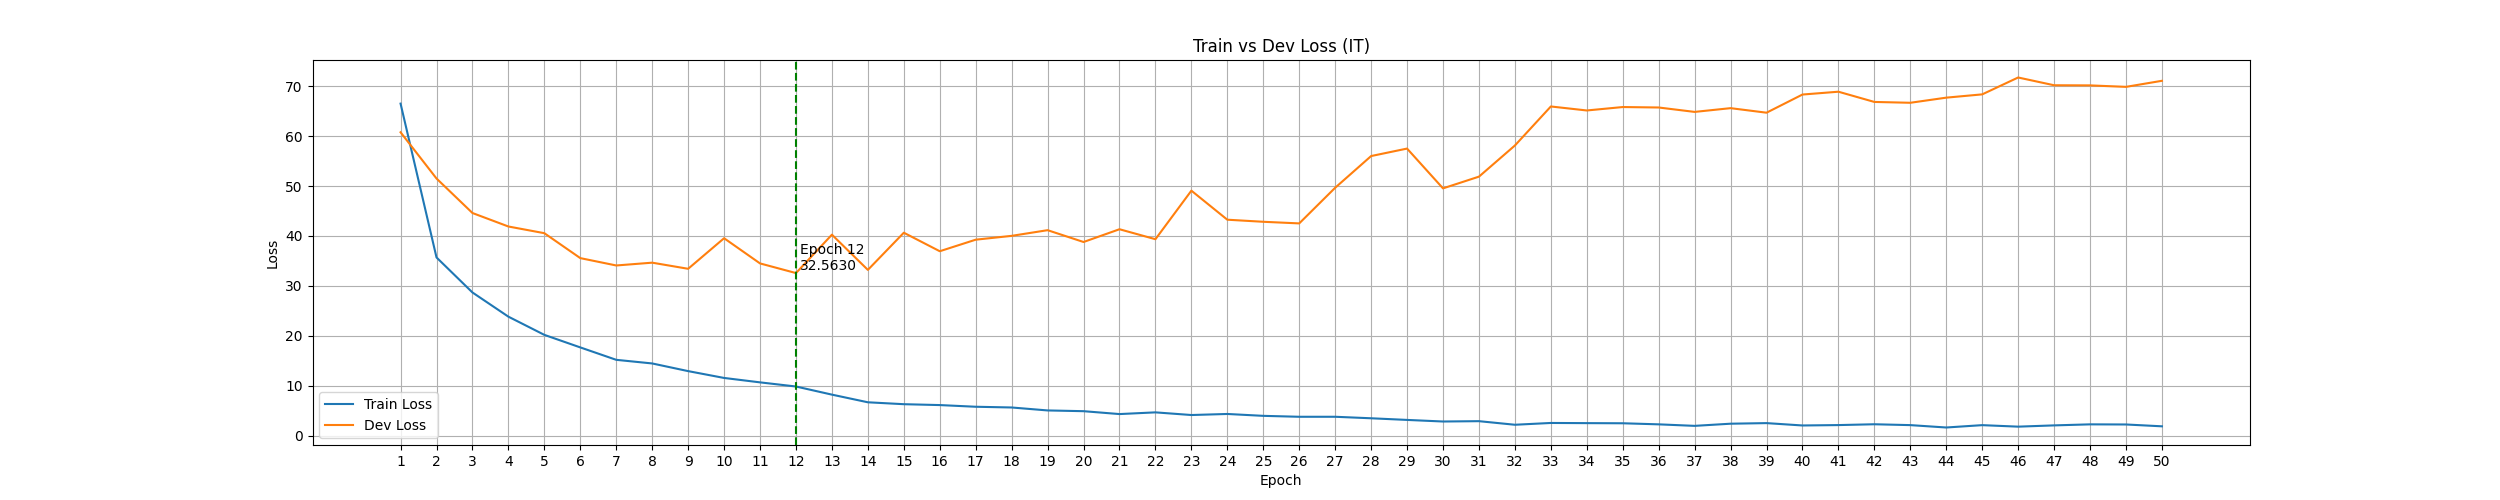 Train vs Dev Loss (IT)
70
60
50
40
30
20
10
0
Loss
Epoch 12
32.5630
Train Loss
Dev Loss
1 2 3 4 5 6 7 8 9 10 11 12 13 14 15 16 17 18 19 20 21 22 23 24 25 26 27 28 29 30 31 32 33 34 35 36 37 38 39 40 41 42 43 44 45 46 47 48 49 50
Epoch